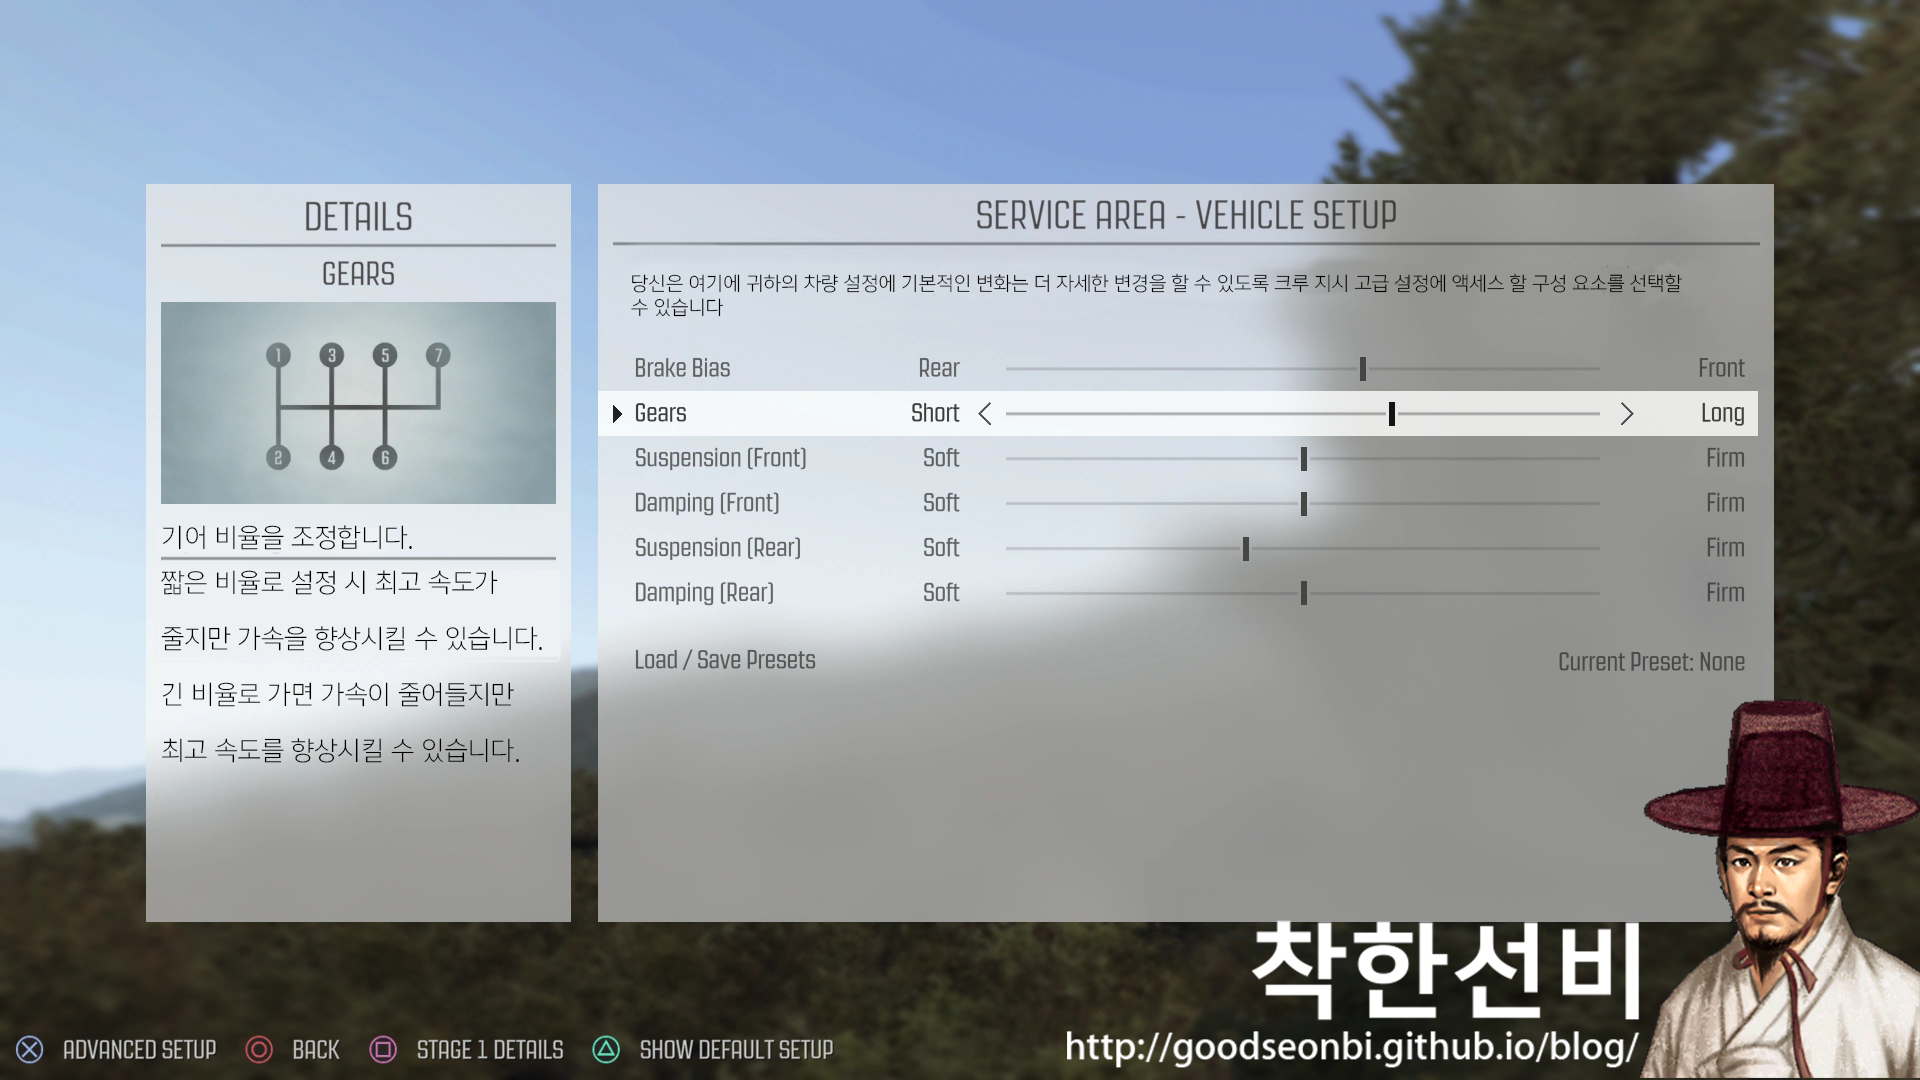 DETAILS
GEARS
1 3 5 7
2 4 6
기어 비율을 조정합니다.
짧은 비율로 설정 시 최고 속도가
줄지만 가속을 향상시킬 수 있습니다.
긴 비율로 가면 가속이 줄어들지만
최고 속도를 향상시킬 수 있습니다.
SERVICE AREA - VEHICLE SETUP
당신은 여기에 귀하의 차량 설정에 기본적인 변화는 더 자세한 변경을 할 수 있도록 크루 지시 고급 설정에 액세스 할 구성 요소를 선택할
수 있습니다
Brake Bias Rear Front
Gears Short Long
Suspension (Front) Soft Firm
Damping (Front) Soft Firm
Suspension (Rear) Soft Firm
Damping (Rear) Soft Firm
Load / Save Presets Current Preset: None
착한선비
http://goodseonbi.github.io/blog/
ADVANCED SETUP BACK STAGE 1 DETAILS SHOW DEFAULT SETUP